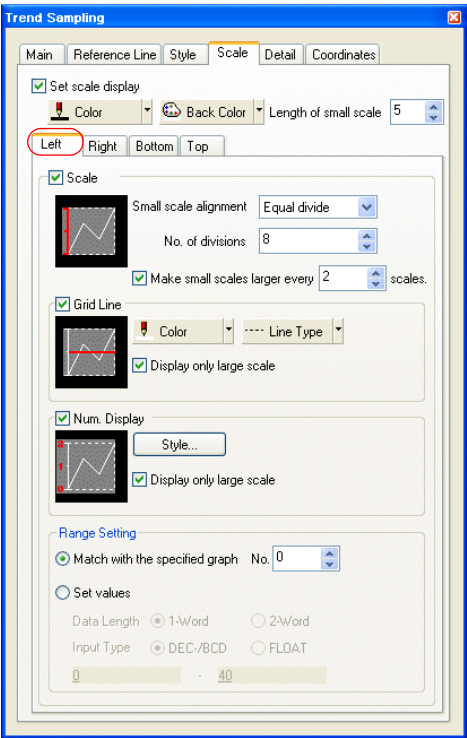 Trend Sampling
Main Reference Line Style Scale Detail Coordinates
Set scale display
Color Back Color Length of small scale 5
Left Right Bottom Top
Scale
Small scale alignment Equal divide
No. of divisions 8
Make small scales larger every 2 scales.
Grid Line
Color Line Type
Display only large scale
Num. Display
2
1
0
Style...
Display only large scale
Range Setting
Match with the specified graph No. 0
Set values
Data Length 1-Word 2-Word
Input Type DEC-/BCD FLOAT
0 - 40